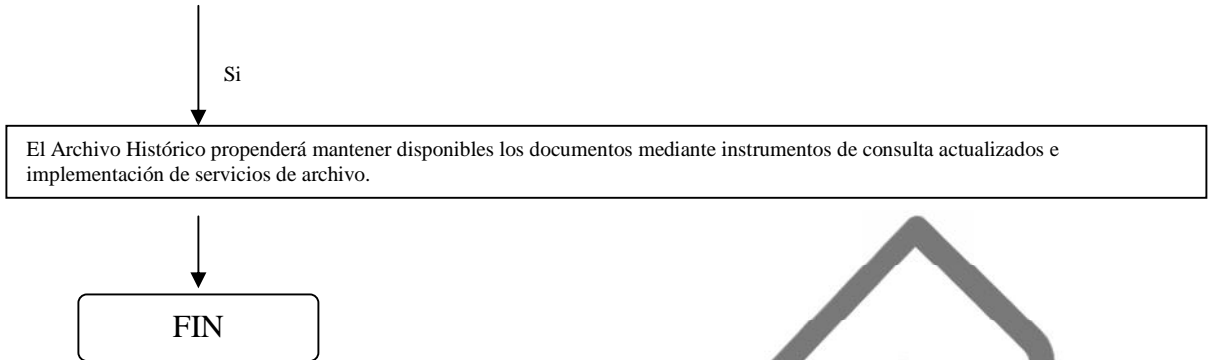 Si
El Archivo Histórico propenderá mantener disponibles los documentos mediante instrumentos de consulta actualizados e
implementación de servicios de archivo.
FIN